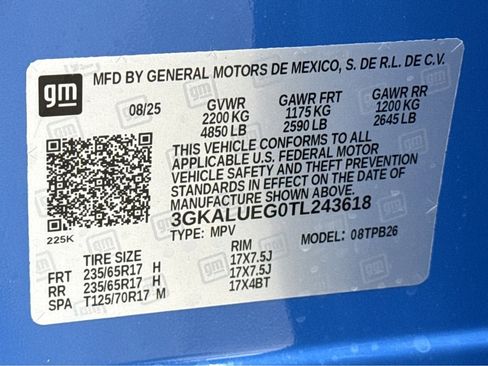 gm MFD BY GENERAL MOTORS DE MEXICO, S. DE R.L. DE C.V.
08/25 GVWR GAWR FRT GAWR RR
2200 KG 1175 KG 1200 KG
4850 LB 2590 LB 2645 LB
THIS VEHICLE CONFORMS TO ALL
APPLICABLE U.S. FEDERAL MOTOR
VEHICLE SAFETY AND THEFT PREVENTION
STANDARDS IN EFFECT ON THE DATE OF
MANUFACTURE SHOWN ABOVE.
3GKALUEG0TL243618
225K TYPE: MPV MODEL: 08TPB26
TIRE SIZE RIM
FRT 235/65R17 H 17X7.5J
RR 235/65R17 H 17X7.5J
SPA T125/70R17 M 17X4BT